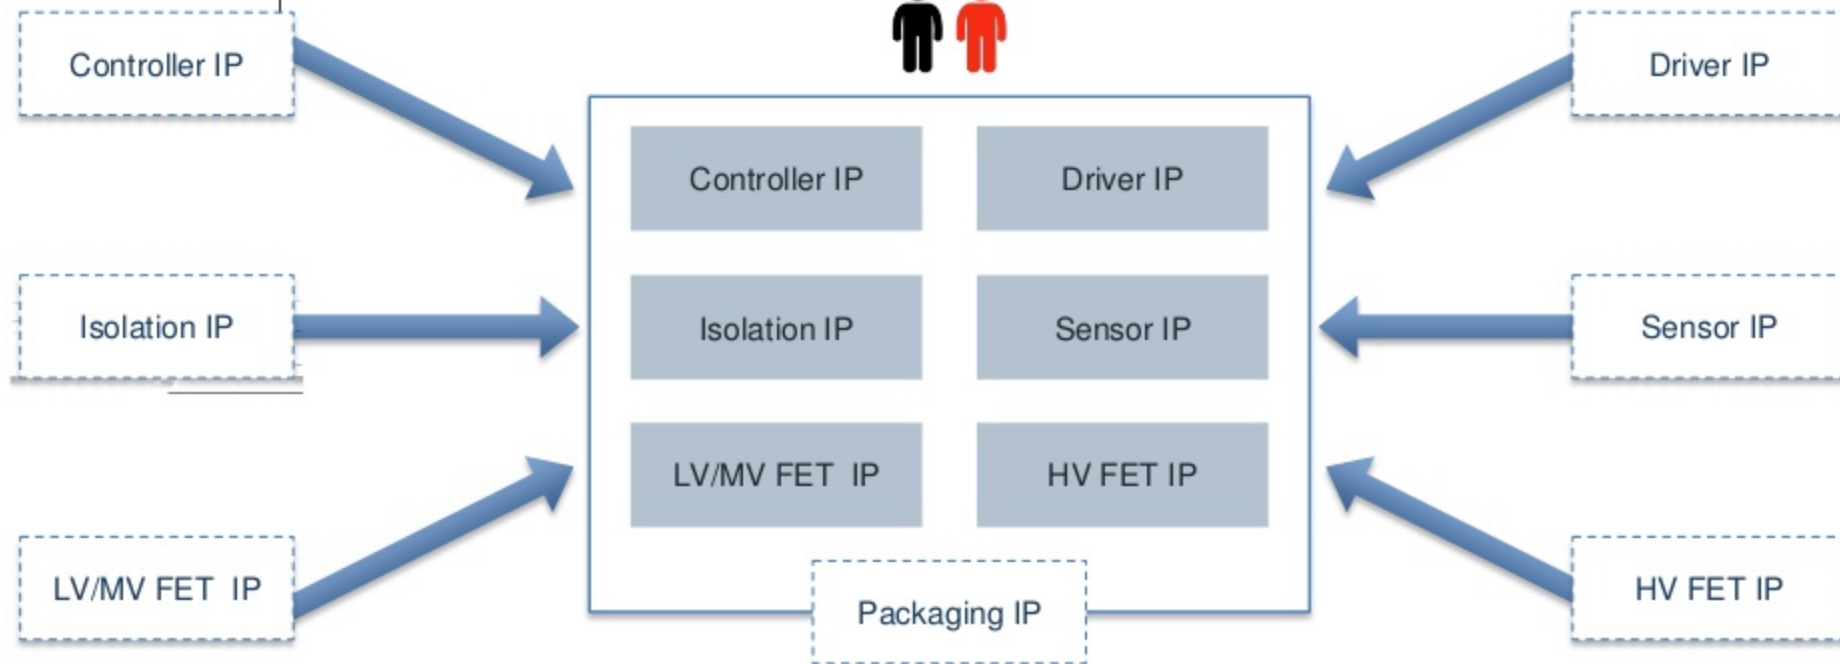 Controller IP
Driver IP
Controller IP
Driver IP
Isolation IP
Isolation IP
Sensor IP
Sensor IP
LV/MV FET  IP
HV FET IP
LV/MV FET  IP
HV FET IP
Packaging IP